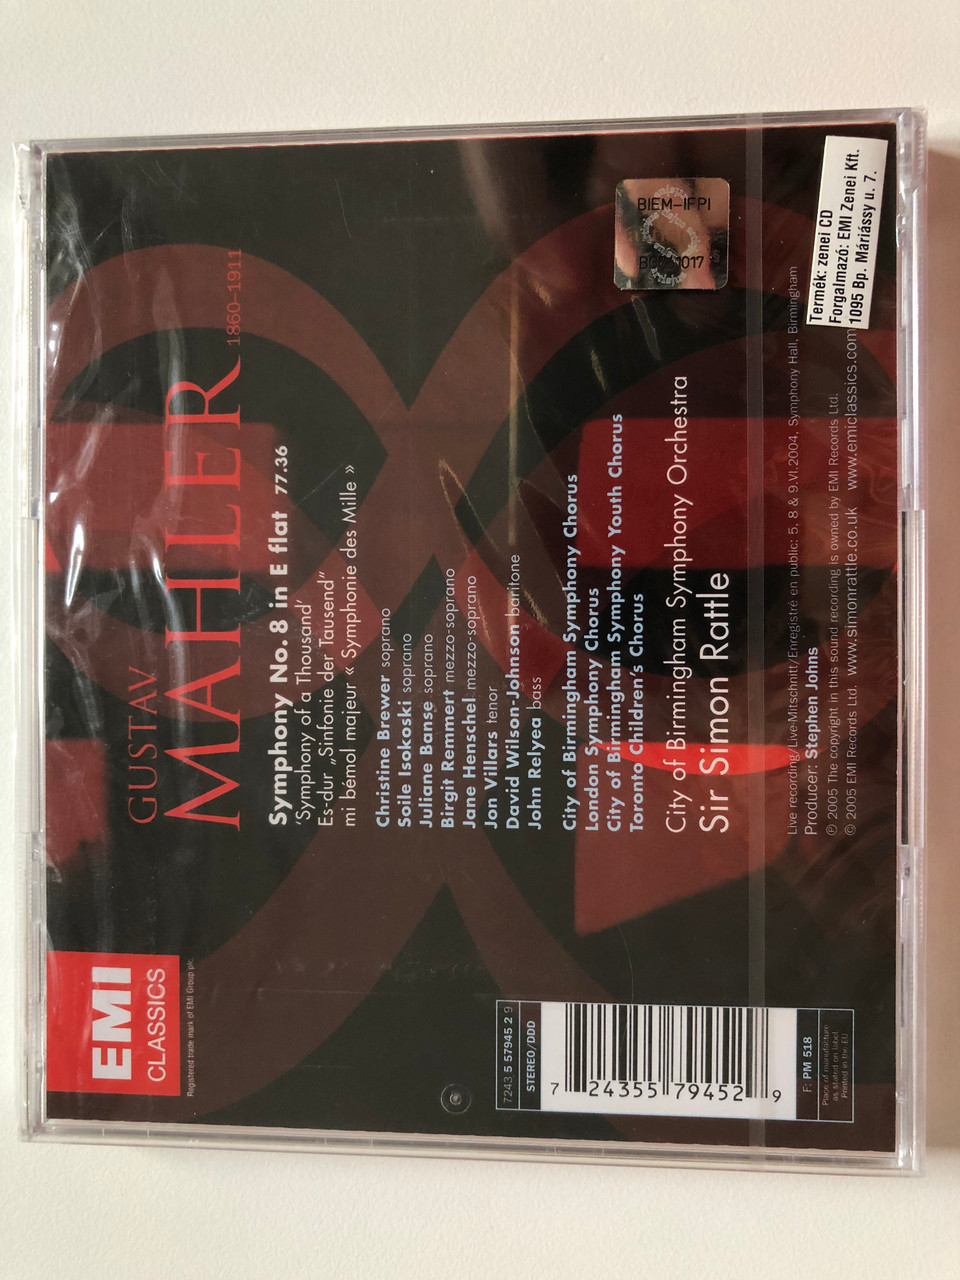 EMI
CLASSICS
Registered trade mark of EMI Group plc.
GUSTAV
MAHLER 1860–1911
Symphony No. 8 in E flat 77.36
‘Symphony of a Thousand’
Es-dur „Sinfonie der Tausend“
mi bémol majeur « Symphonie des Mille »
Christine Brewer soprano
Soile Isokoski soprano
Juliane Banse soprano
Birgit Remmert mezzo-soprano
Jane Henschel mezzo-soprano
Jon Villars tenor
David Wilson-Johnson baritone
John Relyea bass
City of Birmingham Symphony Chorus
London Symphony Chorus
City of Birmingham Symphony Youth Chorus
Toronto Children’s Chorus
City of Birmingham Symphony Orchestra
Sir Simon Rattle
Live recording/Live-Mitschnitt/Enregistré en public: 5, 8 & 9.VI.2004, Symphony Hall, Birmingham
Producer: Stephen Johns
℗ 2005 The copyright in this sound recording is owned by EMI Records Ltd.
© 2005 EMI Records Ltd. www.simonrattle.co.uk www.emiclassics.com
7243 5 57945 2 9
STEREO/DDD
7 24355 79452 9
F: PM 518
Place of manufacture
as stated on label.
Printed in the EU
BIEM–IFPI
Termék: zenei CD
Forgalmazó: EMI Zenei Kft.
1095 Bp. Máriássy u. 7.